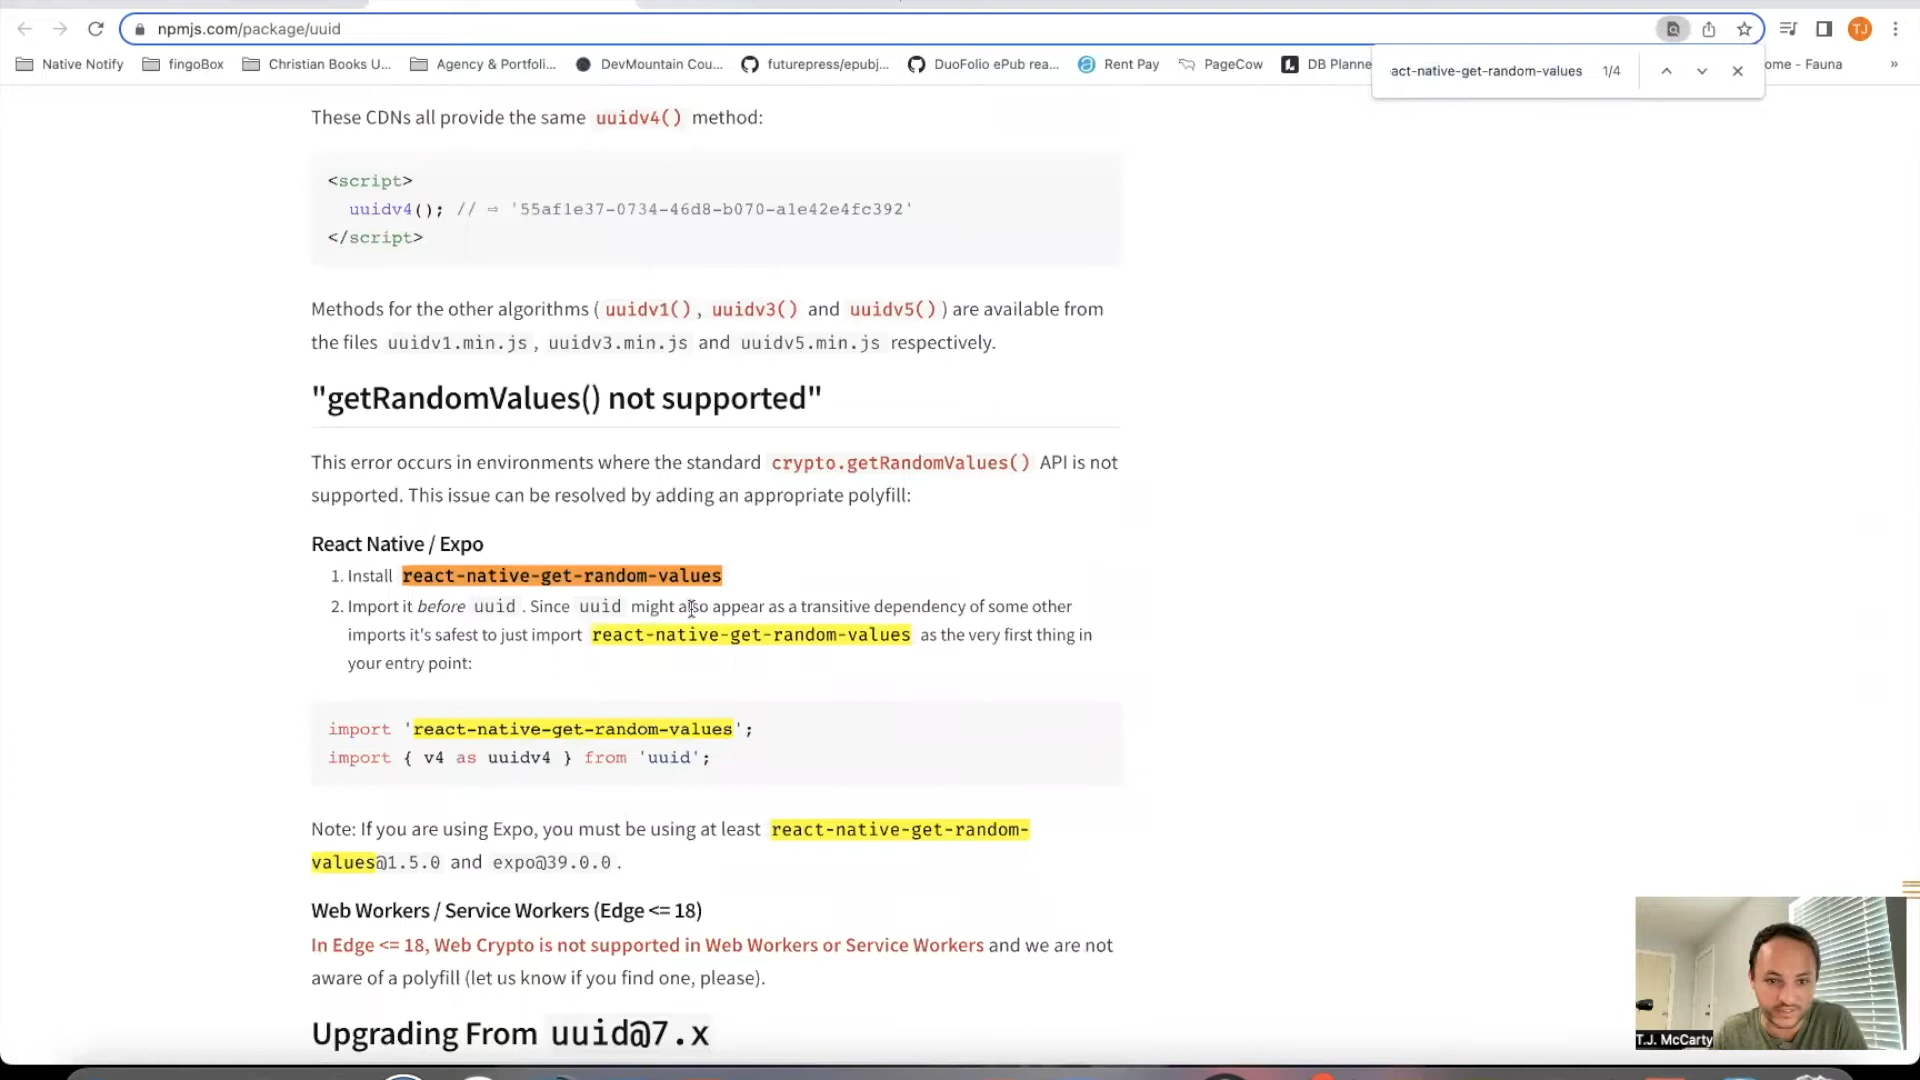 npmjs.com/package/uuid
TJ
Native Notify
fingoBox
Christian Books U...
Agency & Portfoli...
DevMountain Cou...
futurepress/epubj...
DuoFolio ePub rea...
Rent Pay
PageCow
DB Planne
ome - Fauna
»
act-native-get-random-values 1/4
These CDNs all provide the same uuidv4() method:
<script>
uuidv4(); // ⇨ '55af1e37-0734-46d8-b070-a1e42e4fc392'
</script>
Methods for the other algorithms ( uuidv1() , uuidv3() and uuidv5() ) are available from
the files uuidv1.min.js , uuidv3.min.js and uuidv5.min.js respectively.
"getRandomValues() not supported"
This error occurs in environments where the standard crypto.getRandomValues() API is not
supported. This issue can be resolved by adding an appropriate polyfill:
React Native / Expo
1. Install react-native-get-random-values
2. Import it before uuid . Since uuid might also appear as a transitive dependency of some other
imports it's safest to just import react-native-get-random-values as the very first thing in
your entry point:
import 'react-native-get-random-values';
import { v4 as uuidv4 } from 'uuid';
Note: If you are using Expo, you must be using at least react-native-get-random-
values@1.5.0 and expo@39.0.0 .
Web Workers / Service Workers (Edge <= 18)
In Edge <= 18, Web Crypto is not supported in Web Workers or Service Workers and we are not
aware of a polyfill (let us know if you find one, please).
Upgrading From uuid@7.x
T.J. McCarty